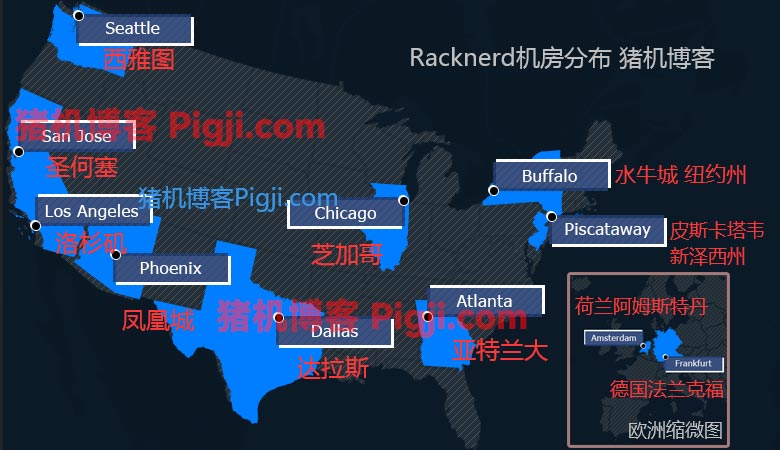 Seattle
西雅图
Racknerd机房分布 猪机博客
猪机博客 Pigji.com
San Jose
圣何塞
猪机博客Pigji.com
Los Angeles
洛杉矶
Chicago
芝加哥
Buffalo
水牛城 纽约州
Piscataway
皮斯卡塔韦
新泽西州
Phoenix
凤凰城
猪机博客 Pigji.com
Dallas
达拉斯
Atlanta
亚特兰大
荷兰阿姆斯特丹
Amsterdam
Frankfurt
德国法兰克福
欧洲缩微图